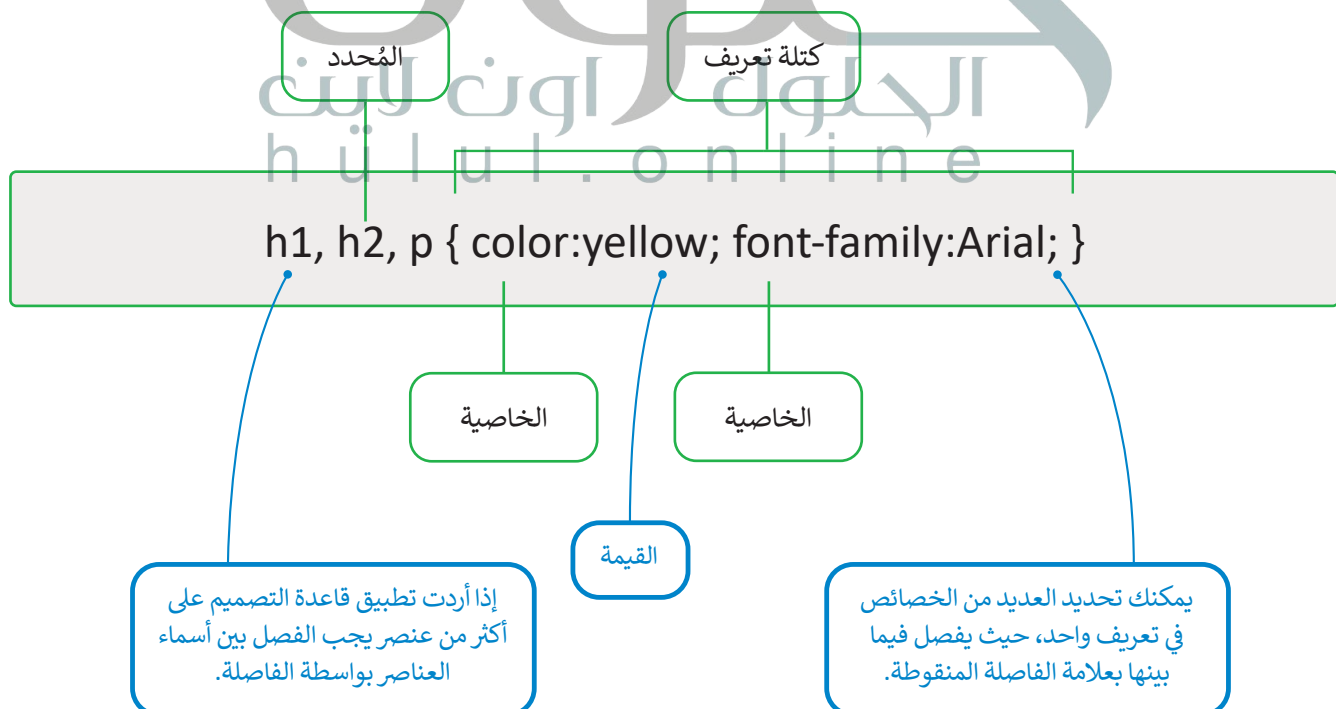 المُحدد
كتلة تعريف
الحلول اون لاين
hulul.online
h1, h2, p { color:yellow; font-family:Arial; }
الخاصية
الخاصية
القيمة
إذا أردت تطبيق قاعدة التصميم على
أكثر من عنصر يجب الفصل بين أسماء
العناصر بواسطة الفاصلة.
يمكنك تحديد العديد من الخصائص
في تعريف واحد، حيث يفصل فيما
بينها بعلامة الفاصلة المنقوطة.